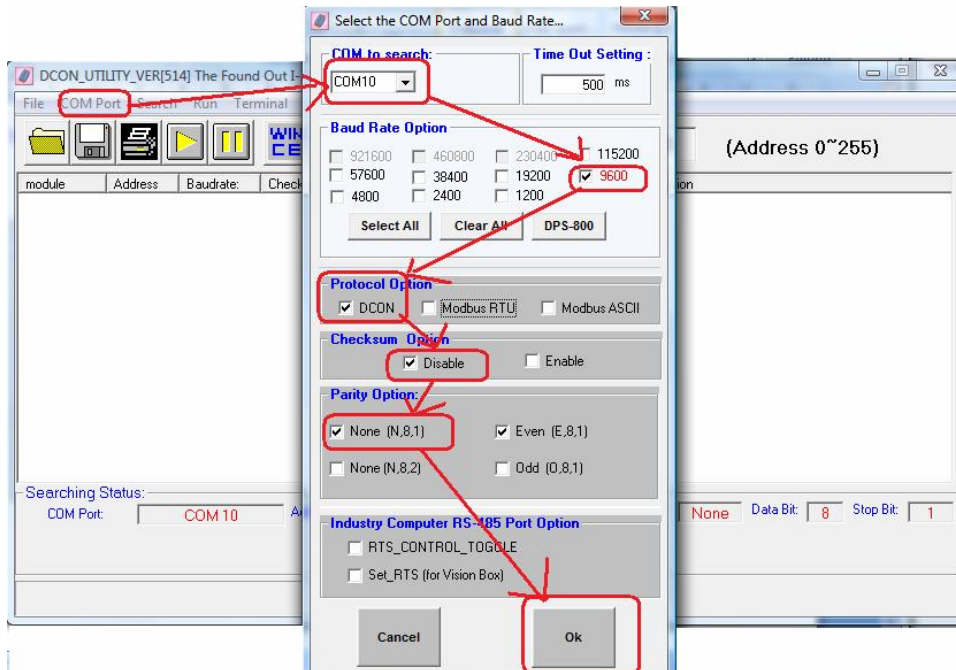 Select the COM Port and Baud Rate...
DCON_UTILITY_VER[514] The Found Out I-
File COM Port Search Run Terminal
COM to search:
COM10
Time Out Setting :
500 ms
WIN
CE
(Address 0~255)
module Address Baudrate: Check
Baud Rate Option
921600 460800 230400 115200
57600 38400 19200 9600
4800 2400 1200
Select All Clear All DPS-800
Protocol Option
DCON Modbus RTU Modbus ASCII
Checksum Option
Disable Enable
Parity Option:
None (N,8,1) Even (E,8,1)
None (N,8,2) Odd (O,8,1)
Industry Computer RS-485 Port Option
RTS_CONTROL_TOGGLE
Set_RTS (for Vision Box)
Cancel Ok
Searching Status:
COM Port: COM 10
None Data Bit: 8 Stop Bit: 1